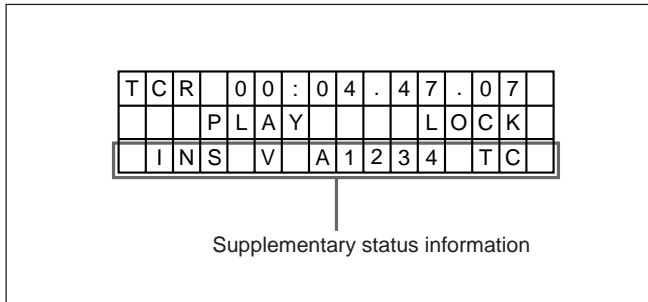 TCR 00:04.47.07
PLAY LOCK
INS V A1234 TC
Supplementary status information